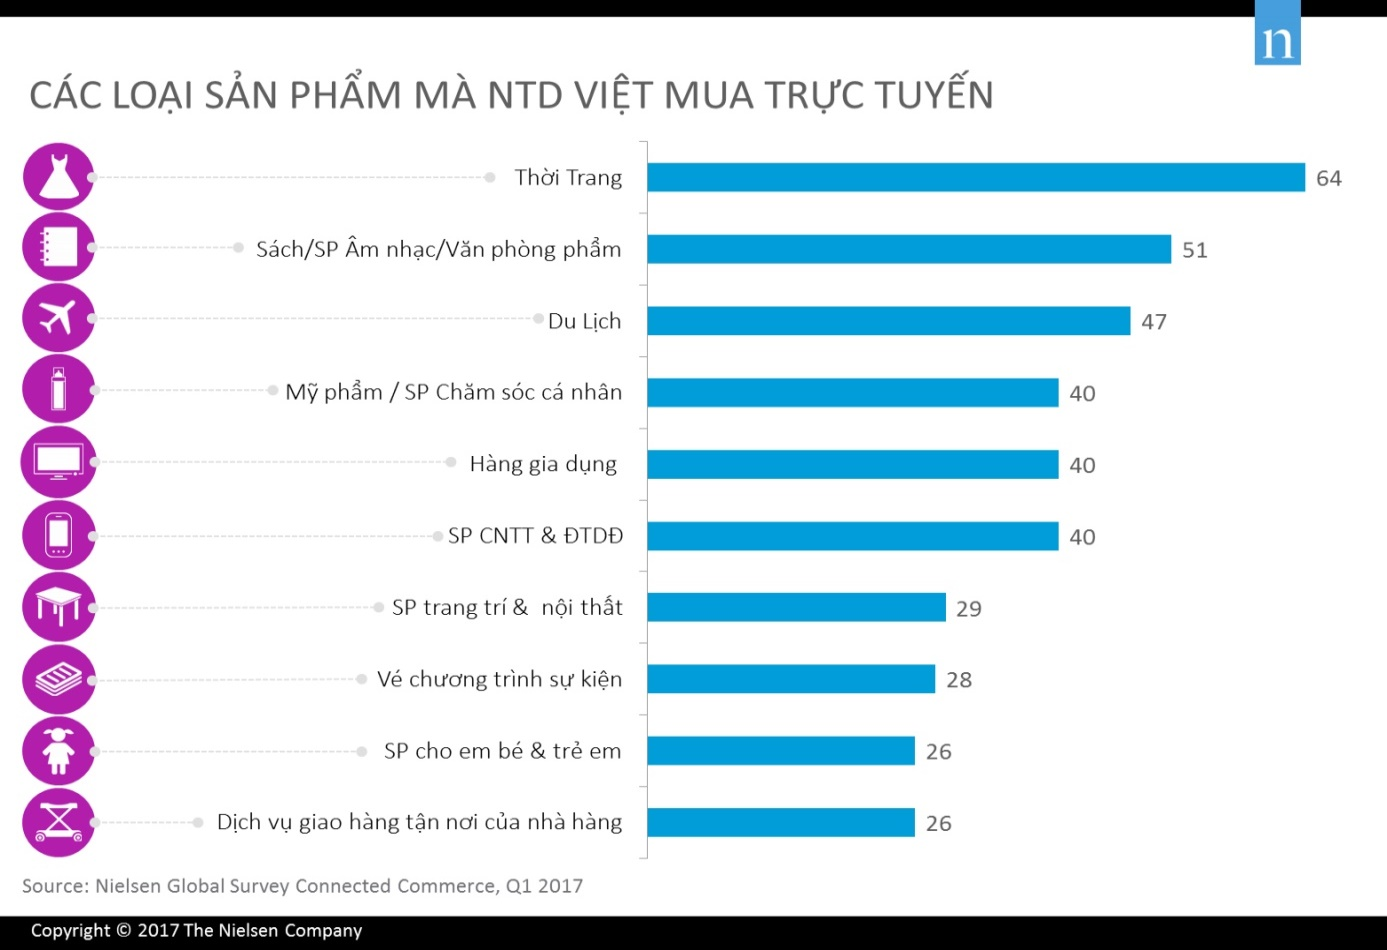 n
CÁC LOẠI SẢN PHẨM MÀ NTD VIỆT MUA TRỰC TUYẾN
Thời Trang 64
Sách/SP Âm nhạc/Văn phòng phẩm 51
Du Lịch 47
Mỹ phẩm / SP Chăm sóc cá nhân 40
Hàng gia dụng 40
SP CNTT & ĐTDĐ 40
SP trang trí & nội thất 29
Vé chương trình sự kiện 28
SP cho em bé & trẻ em 26
Dịch vụ giao hàng tận nơi của nhà hàng 26
Source: Nielsen Global Survey Connected Commerce, Q1 2017
Copyright © 2017 The Nielsen Company